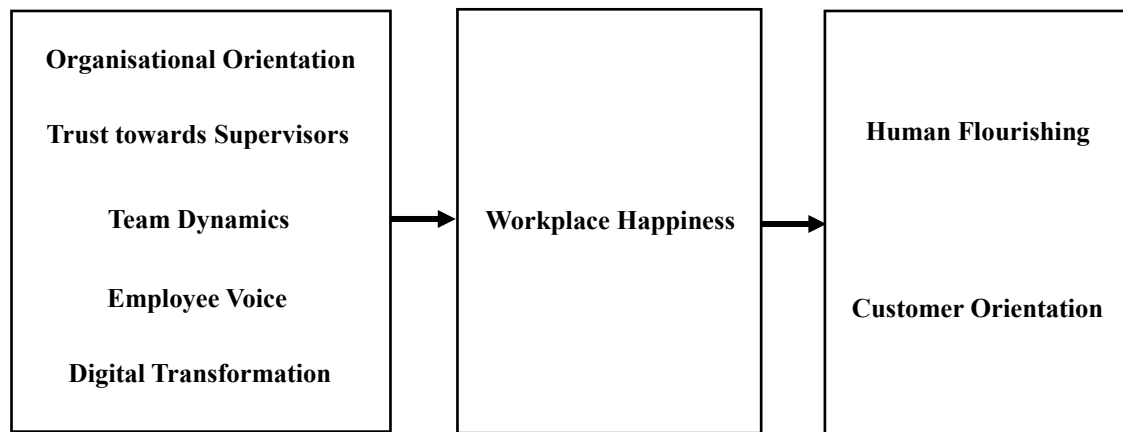 Organisational Orientation
Trust towards Supervisors
Team Dynamics
Employee Voice
Digital Transformation
Workplace Happiness
Human Flourishing
Customer Orientation